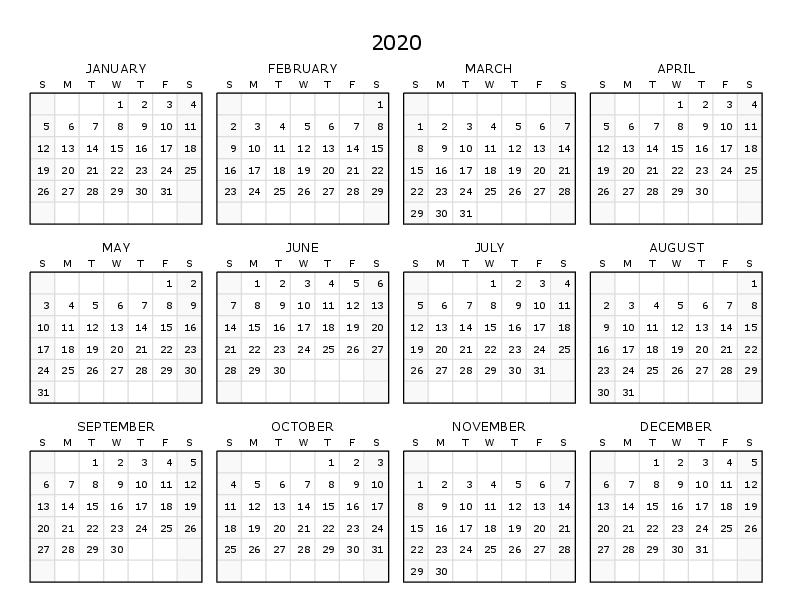 2020
JANUARY FEBRUARY MARCH APRIL
S M T W T F S S M T W T F S S M T W T F S S M T W T F S
1 2 3 4 1 1 2 3 4
5 6 7 8 9 10 11 2 3 4 5 6 7 8 1 2 3 4 5 6 7 5 6 7 8 9 10 11
12 13 14 15 16 17 18 9 10 11 12 13 14 15 8 9 10 11 12 13 14 12 13 14 15 16 17 18
19 20 21 22 23 24 25 16 17 18 19 20 21 22 15 16 17 18 19 20 21 19 20 21 22 23 24 25
26 27 28 29 30 31 23 24 25 26 27 28 29 22 23 24 25 26 27 28 26 27 28 29 30
29 30 31
MAY JUNE JULY AUGUST
S M T W T F S S M T W T F S S M T W T F S S M T W T F S
1 2 1 2 3 4 5 6 1 2 3 4 1
3 4 5 6 7 8 9 7 8 9 10 11 12 13 5 6 7 8 9 10 11 2 3 4 5 6 7 8
10 11 12 13 14 15 16 14 15 16 17 18 19 20 12 13 14 15 16 17 18 9 10 11 12 13 14 15
17 18 19 20 21 22 23 21 22 23 24 25 26 27 19 20 21 22 23 24 25 16 17 18 19 20 21 22
24 25 26 27 28 29 30 28 29 30 26 27 28 29 30 31 23 24 25 26 27 28 29
31 30 31
SEPTEMBER OCTOBER NOVEMBER DECEMBER
S M T W T F S S M T W T F S S M T W T F S S M T W T F S
1 2 3 4 5 1 2 3 1 2 3 4 5
6 7 8 9 10 11 12 4 5 6 7 8 9 10 1 2 3 4 5 6 7 6 7 8 9 10 11 12
13 14 15 16 17 18 19 11 12 13 14 15 16 17 8 9 10 11 12 13 14 13 14 15 16 17 18 19
20 21 22 23 24 25 26 18 19 20 21 22 23 24 15 16 17 18 19 20 21 20 21 22 23 24 25 26
27 28 29 30 25 26 27 28 29 30 31 22 23 24 25 26 27 28 27 28 29 30 31
29 30